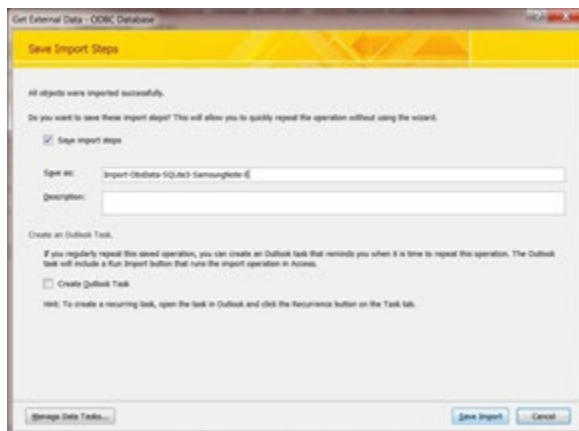 Get External Data - ODBC Database
Save Import Steps
All objects were imported successfully.
Do you want to save these import steps? This will allow you to quickly repeat the operation without using the wizard.
Save import steps
Save as:
Import-ObsData-SQLite3-SamsungNote-8
Description:
Create an Outlook Task.
If you regularly repeat this saved operation, you can create an Outlook task that reminds you when it is time to repeat this operation. The Outlook
task will include a Run Import button that runs the import operation in Access.
Create Outlook Task
Hint: To create a recurring task, open the task in Outlook and click the Recurrence button on the Task tab.
Manage Data Tasks...
Save Import
Cancel